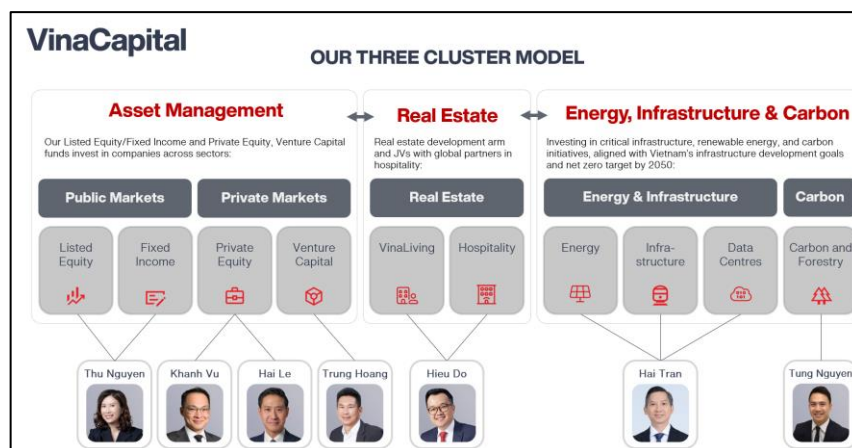 VinaCapital
OUR THREE CLUSTER MODEL
Asset Management
Our Listed Equity/Fixed Income and Private Equity, Venture Capital
funds invest in companies across sectors:
Public Markets
Private Markets
Listed
Equity
Fixed
Income
Private
Equity
Venture
Capital
Real Estate
Real estate development arm
and JVs with global partners in
hospitality:
Real Estate
VinaLiving
Hospitality
Energy, Infrastructure & Carbon
Investing in critical infrastructure, renewable energy, and carbon
initiatives, aligned with Vietnam's infrastructure development goals
and net zero target by 2050:
Energy & Infrastructure
Carbon
Energy
Infra-
structure
Data
Centres
Carbon and
Forestry
Thu Nguyen
Khanh Vu
Hai Le
Trung Hoang
Hieu Do
Hai Tran
Tung Nguyen